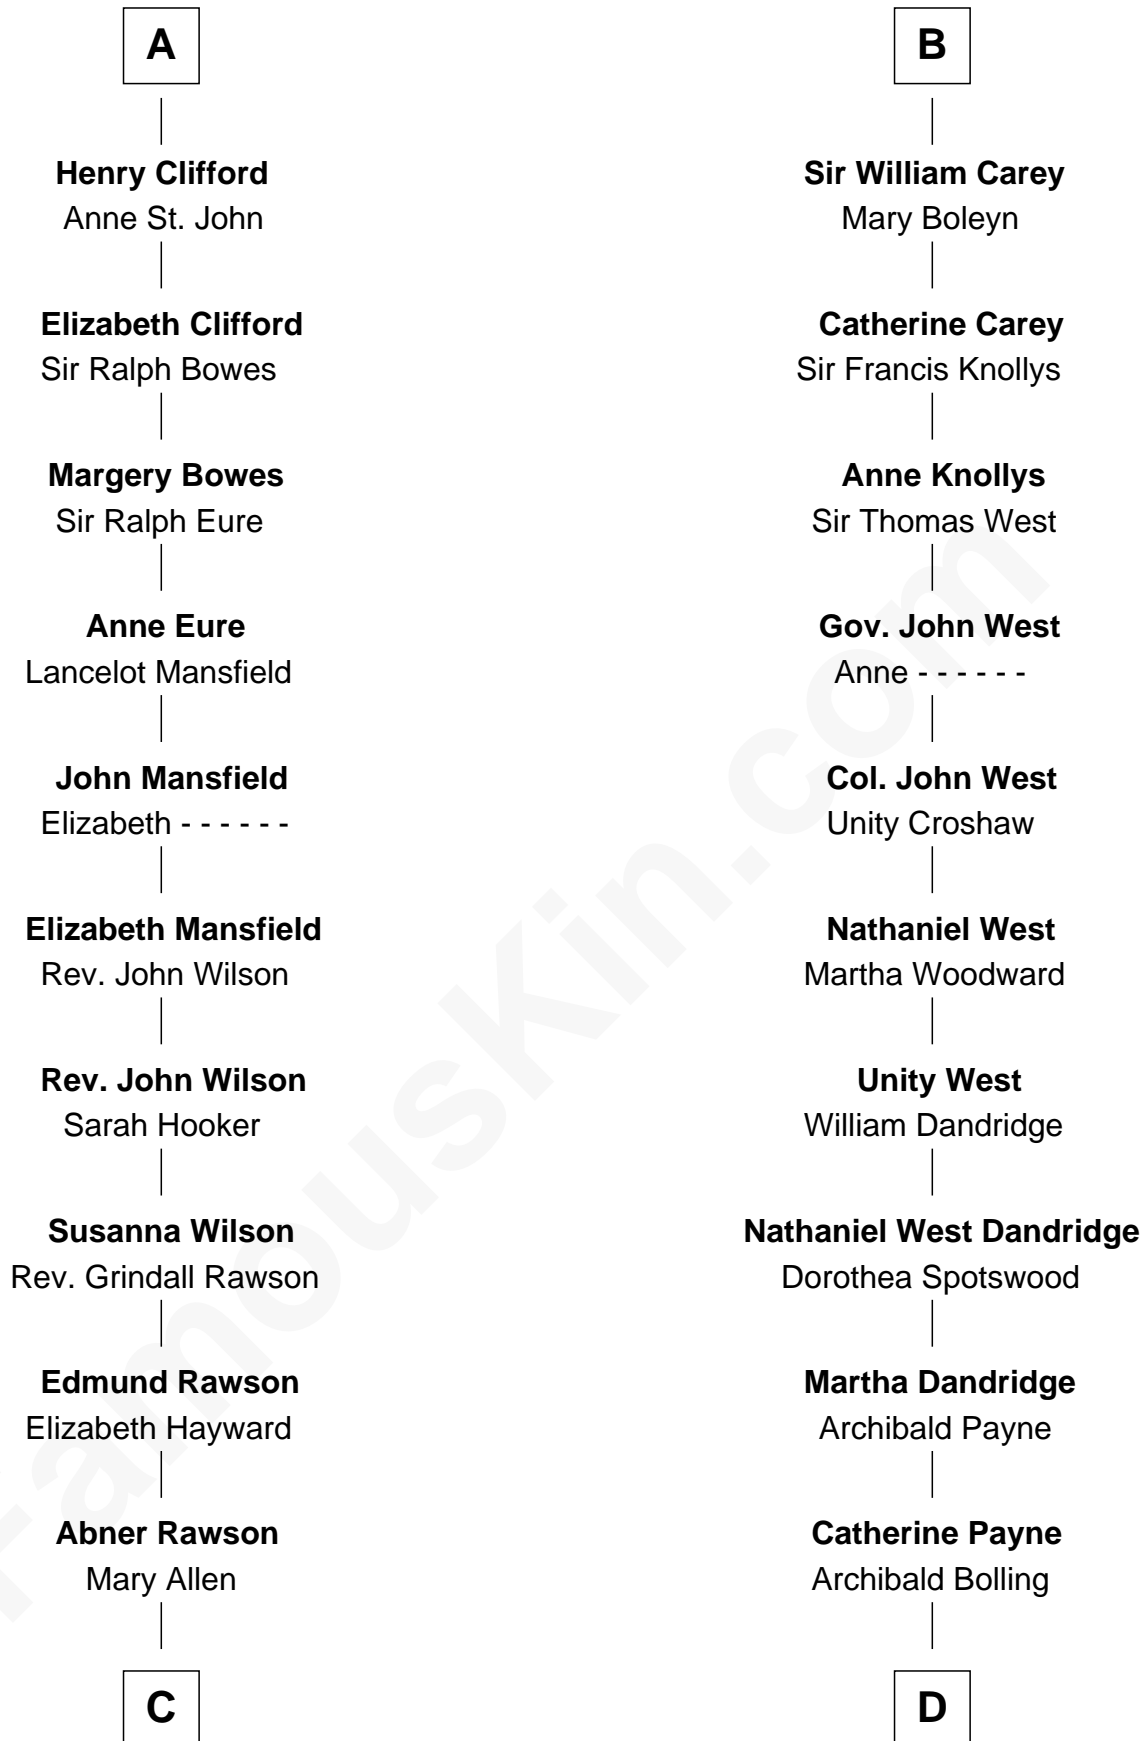 A
Henry Clifford
Anne St. John
Elizabeth Clifford
Sir Ralph Bowes
Margery Bowes
Sir Ralph Eure
Anne Eure
Lancelot Mansfield
John Mansfield
Elizabeth - - - - - -
Elizabeth Mansfield
Rev. John Wilson
Rev. John Wilson
Sarah Hooker
Susanna Wilson
Rev. Grindall Rawson
Edmund Rawson
Elizabeth Hayward
Abner Rawson
Mary Allen
C
B
Sir William Carey
Mary Boleyn
Catherine Carey
Sir Francis Knollys
Anne Knollys
Sir Thomas West
Gov. John West
Anne - - - - - -
Col. John West
Unity Croshaw
Nathaniel West
Martha Woodward
Unity West
William Dandridge
Nathaniel West Dandridge
Dorothea Spotswood
Martha Dandridge
Archibald Payne
Catherine Payne
Archibald Bolling
D
FamousKin.com